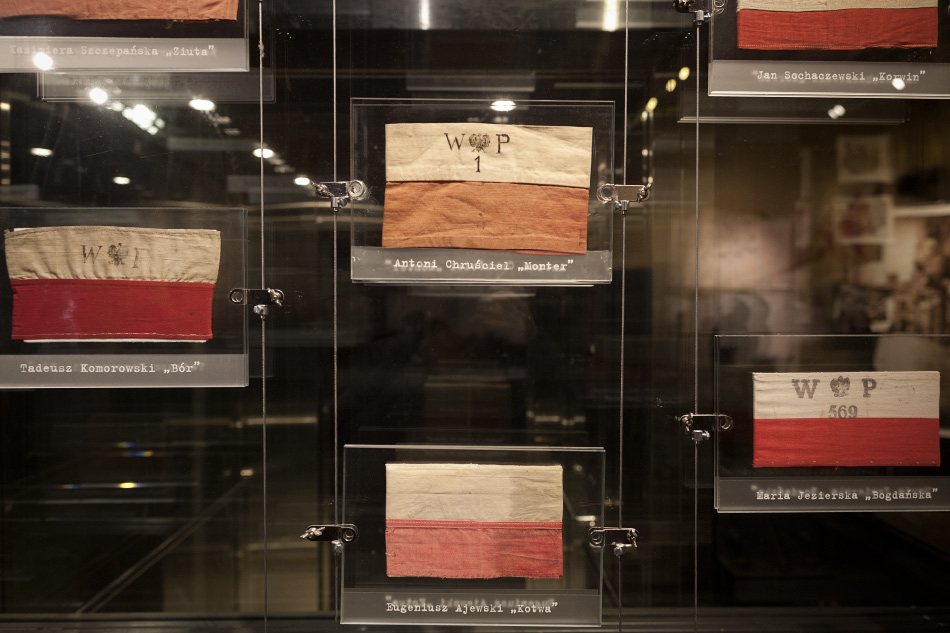 Kazimiera Szczepańska „Ziuta”
Jan Sochaczewski „Korwin”
W P
1
Antoni Chruściel „Monter”
W P
Tadeusz Komorowski „Bór”
W P
569
Maria Jezierska „Bogdańska”
Eugeniusz Ajewski „Kotwa”